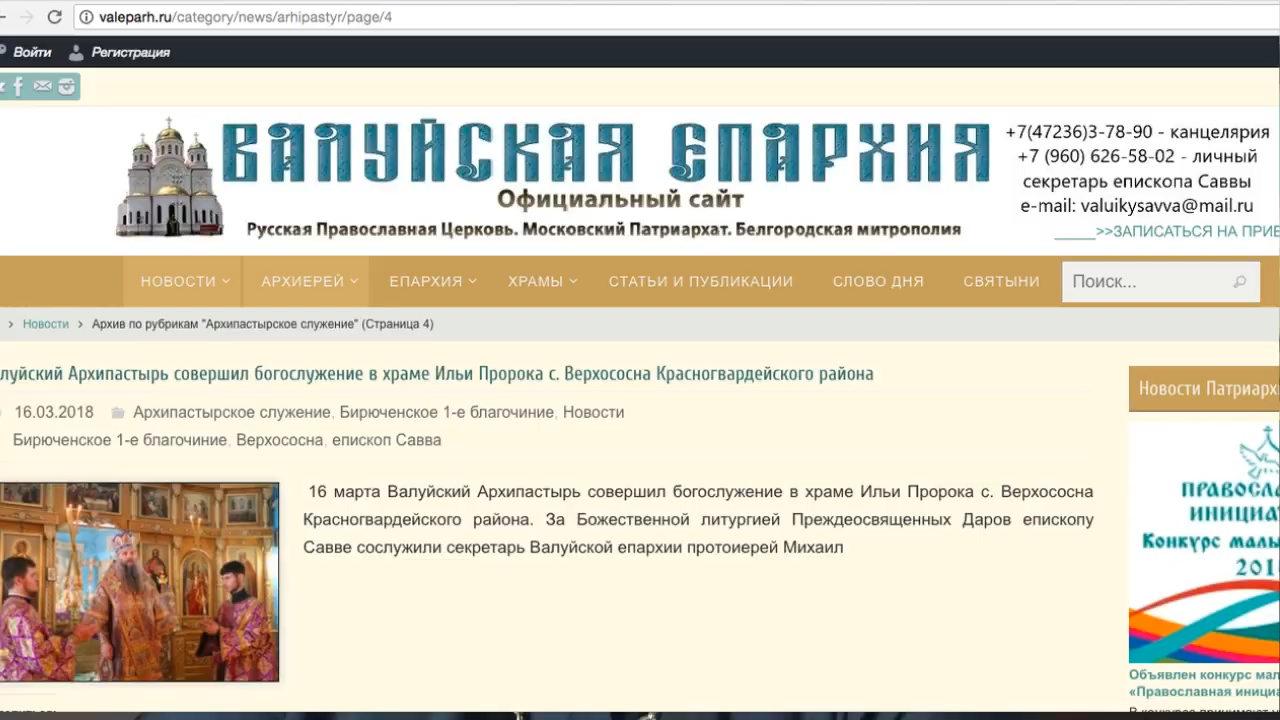 valeparh.ru/category/news/arhipastyr/page/4
Войти Регистрация
ВАЛУЙСКАЯ ЕПАРХИЯ
Официальный сайт
Русская Православная Церковь. Московский Патриархат. Белгородская митрополия
+7(47236)3-78-90 - канцелярия
+7 (960) 626-58-02 - личный
секретарь епископа Саввы
e-mail: valuikysavva@mail.ru
_____>>ЗАПИСАТЬСЯ НА ПРИЕ
НОВОСТИ АРХИЕРЕЙ ЕПАРХИЯ ХРАМЫ СТАТЬИ И ПУБЛИКАЦИИ СЛОВО ДНЯ СВЯТЫНИ Поиск...
Новости Архив по рубрикам "Архипастырское служение" (Страница 4)
луйский Архипастырь совершил богослужение в храме Ильи Пророка с. Верхососна Красногвардейского района
16.03.2018 Архипастырское служение, Бирюченское 1-е благочиние, Новости
Бирюченское 1-е благочиние, Верхососна, епископ Савва
16 марта Валуйский Архипастырь совершил богослужение в храме Ильи Пророка с. Верхососна
Красногвардейского района. За Божественной литургией Преждеосвященных Даров епископу
Савве сослужили секретарь Валуйской епархии протоиерей Михаил
Новости Патриарх
ПРАВОСЛА
ИНИЦИАТ
Конкурс малы
201
Объявлен конкурс мал
«Православная инициа